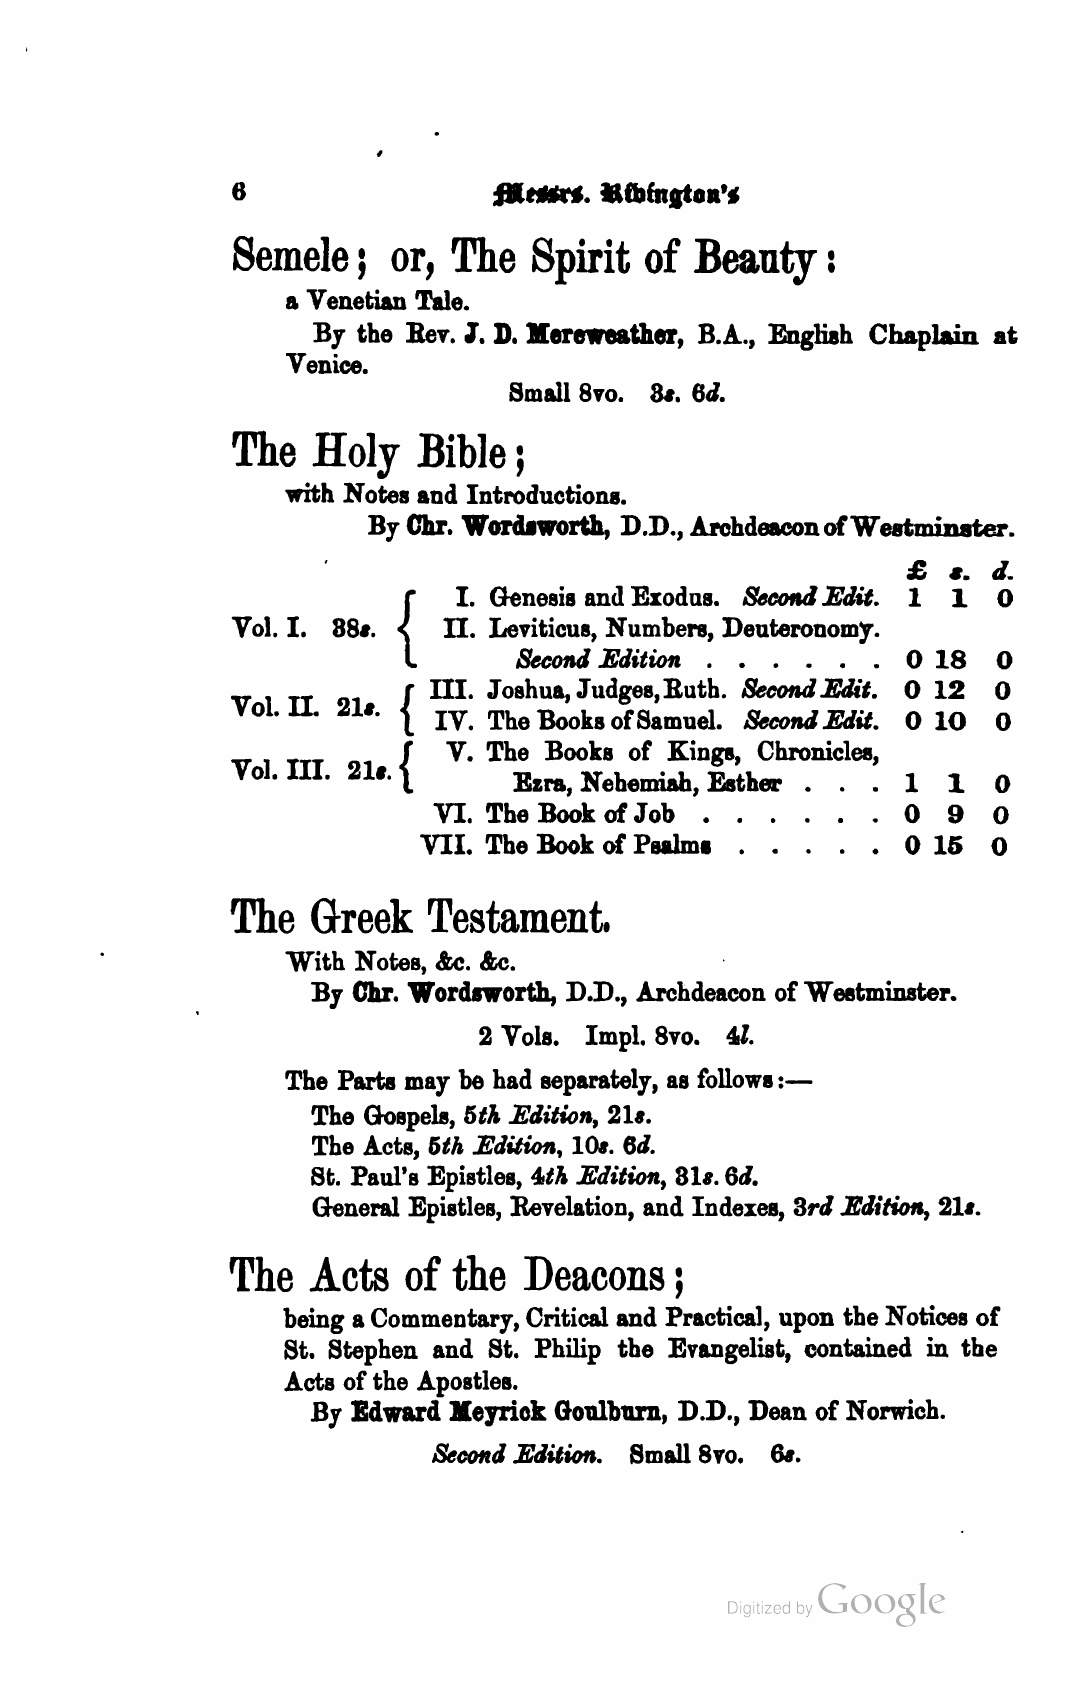 6 Messrs. Rivington's
Semele; or, The Spirit of Beauty:
a Venetian Tale.
By the Rev. J. D. Mereweather, B.A., English Chaplain at
Venice.
Small 8vo. 3s. 6d.
The Holy Bible;
with Notes and Introductions.
By Chr. Wordsworth, D.D., Archdeacon of Westminster.
£ s. d.
I. Genesis and Exodus. Second Edit. 1 1 0
Vol. I. 38s. { II. Leviticus, Numbers, Deuteronomy.
Second Edition . . . . . . 0 18 0
III. Joshua, Judges, Ruth. Second Edit. 0 12 0
Vol. II. 21s. {
IV. The Books of Samuel. Second Edit. 0 10 0
V. The Books of Kings, Chronicles,
Vol. III. 21s. {
Ezra, Nehemiah, Esther . . . 1 1 0
VI. The Book of Job . . . . . . 0 9 0
VII. The Book of Psalms . . . . . 0 15 0
The Greek Testament.
With Notes, &c. &c.
By Chr. Wordsworth, D.D., Archdeacon of Westminster.
2 Vols. Impl. 8vo. 4l.
The Parts may be had separately, as follows:—
The Gospels, 5th Edition, 21s.
The Acts, 5th Edition, 10s. 6d.
St. Paul's Epistles, 4th Edition, 31s. 6d.
General Epistles, Revelation, and Indexes, 3rd Edition, 21s.
The Acts of the Deacons;
being a Commentary, Critical and Practical, upon the Notices of
St. Stephen and St. Philip the Evangelist, contained in the
Acts of the Apostles.
By Edward Meyrick Goulburn, D.D., Dean of Norwich.
Second Edition. Small 8vo. 6s.
Digitized by Google